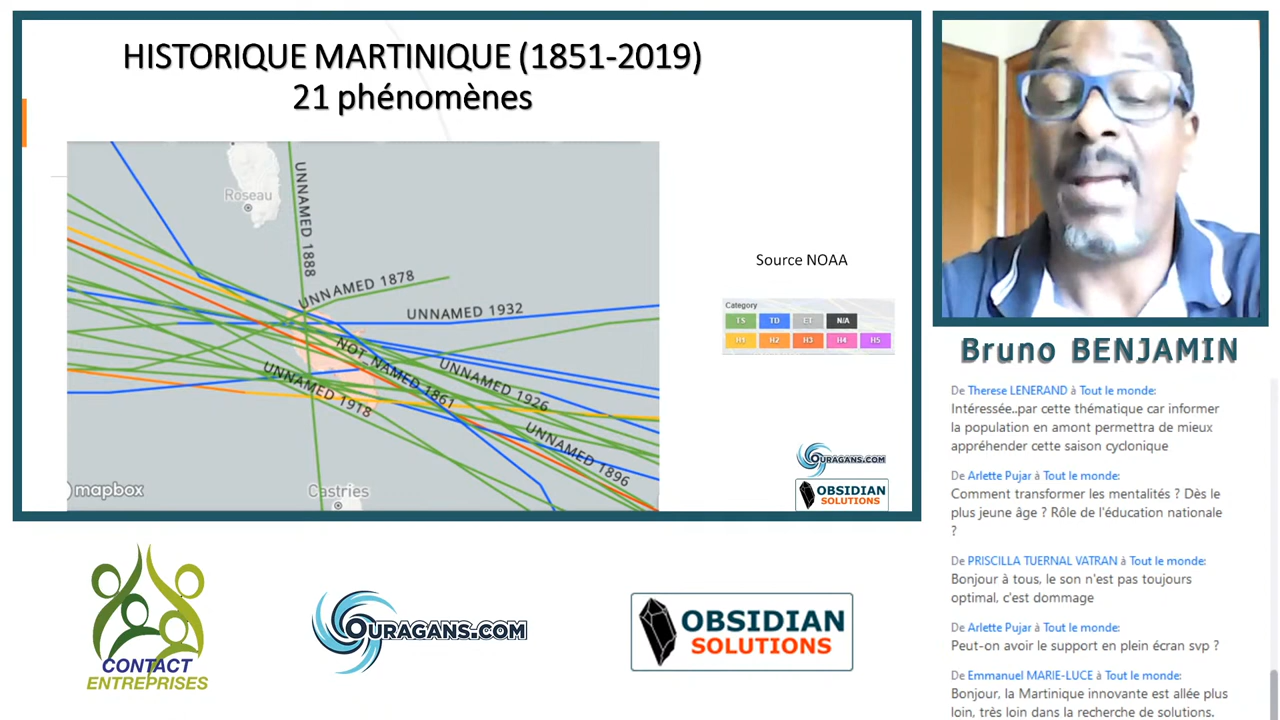 HISTORIQUE MARTINIQUE (1851-2019)
21 phénomènes
Roseau
UNNAMED 1888
UNNAMED 1878
UNNAMED 1932
NOT NAMED 1861
UNNAMED 1926
UNNAMED 1918
UNNAMED 1896
mapbox
Castries
Source NOAA
Category
TS TD ET N/A
H1 H2 H3 H4 H5
OURAGANS.COM
OBSIDIAN
SOLUTIONS
Bruno BENJAMIN
De Therese LENERAND à Tout le monde:
Intéressée..par cette thématique car informer
la population en amont permettra de mieux
appréhender cette saison cyclonique
De Arlette Pujar à Tout le monde:
Comment transformer les mentalités ? Dès le
plus jeune âge ? Rôle de l'éducation nationale
?
De PRISCILLA TUERNAL VATRAN à Tout le monde:
Bonjour à tous, le son n'est pas toujours
optimal, c'est dommage
De Arlette Pujar à Tout le monde:
Peut-on avoir le support en plein écran svp ?
De Emmanuel MARIE-LUCE à Tout le monde:
Bonjour, la Martinique innovante est allée plus
loin, très loin dans la recherche de solutions.
CONTACT
ENTREPRISES
OURAGANS.COM
OBSIDIAN
SOLUTIONS